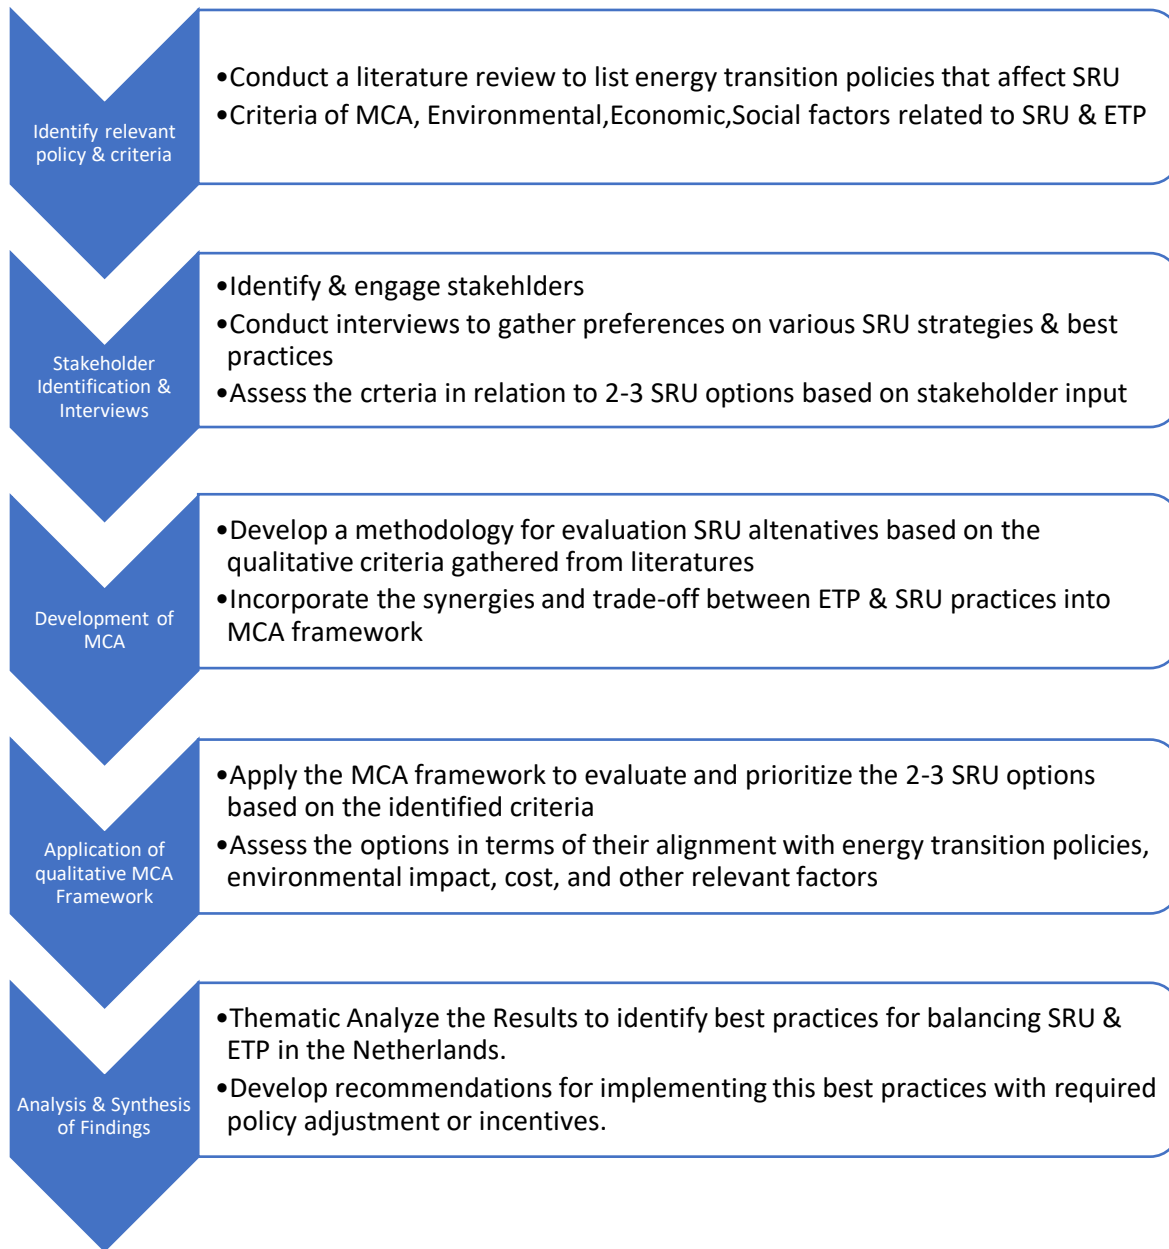 Identify relevant
policy & criteria
•Conduct a literature review to list energy transition policies that affect SRU
•Criteria of MCA, Environmental,Economic,Social factors related to SRU & ETP
Stakeholder
Identification &
Interviews
•Identify & engage stakehlders
•Conduct interviews to gather preferences on various SRU strategies & best
practices
•Assess the crteria in relation to 2-3 SRU options based on stakeholder input
Development of
MCA
•Develop a methodology for evaluation SRU altenatives based on the
qualitative criteria gathered from literatures
•Incorporate the synergies and trade-off between ETP & SRU practices into
MCA framework
Application of
qualitative MCA
Framework
•Apply the MCA framework to evaluate and prioritize the 2-3 SRU options
based on the identified criteria
•Assess the options in terms of their alignment with energy transition policies,
environmental impact, cost, and other relevant factors
Analysis & Synthesis
of Findings
•Thematic Analyze the Results to identify best practices for balancing SRU &
ETP in the Netherlands.
•Develop recommendations for implementing this best practices with required
policy adjustment or incentives.